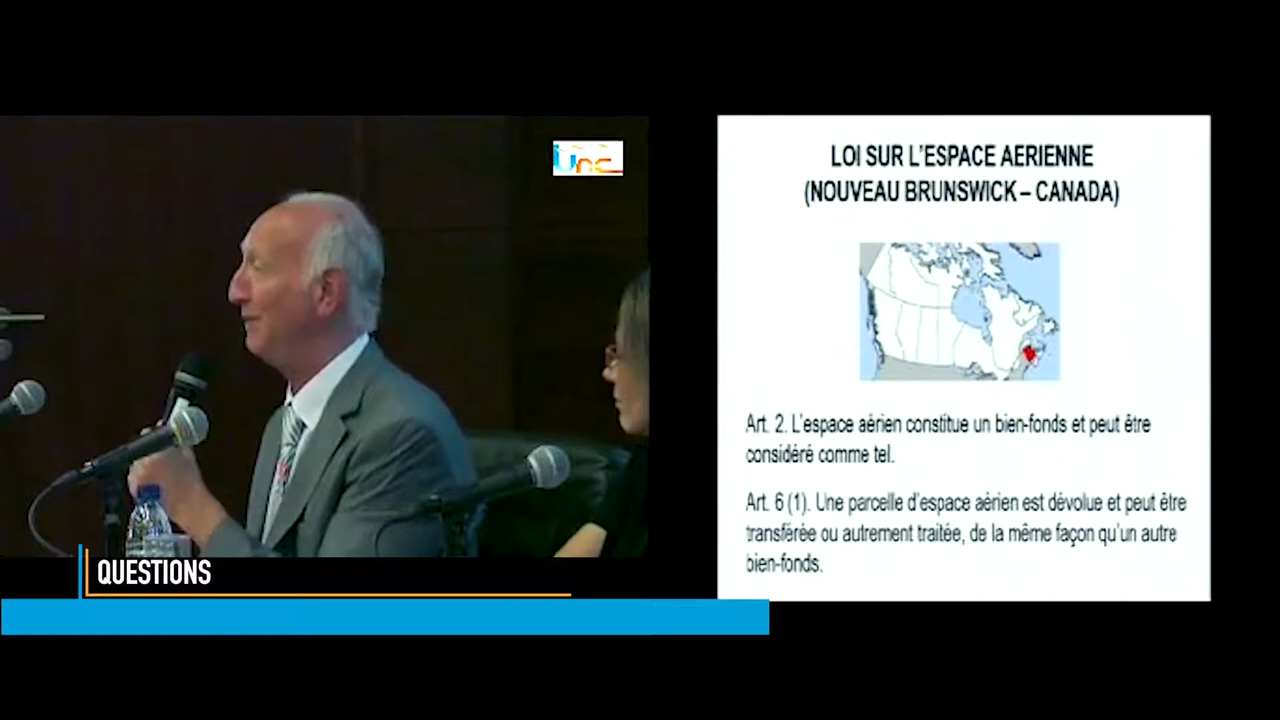 Unc
QUESTIONS
LOI SUR L'ESPACE AERIENNE
(NOUVEAU BRUNSWICK – CANADA)
Art. 2. L'espace aérien constitue un bien-fonds et peut être
considéré comme tel.
Art. 6 (1). Une parcelle d'espace aérien est dévolue et peut être
transférée ou autrement traitée, de la même façon qu'un autre
bien-fonds.